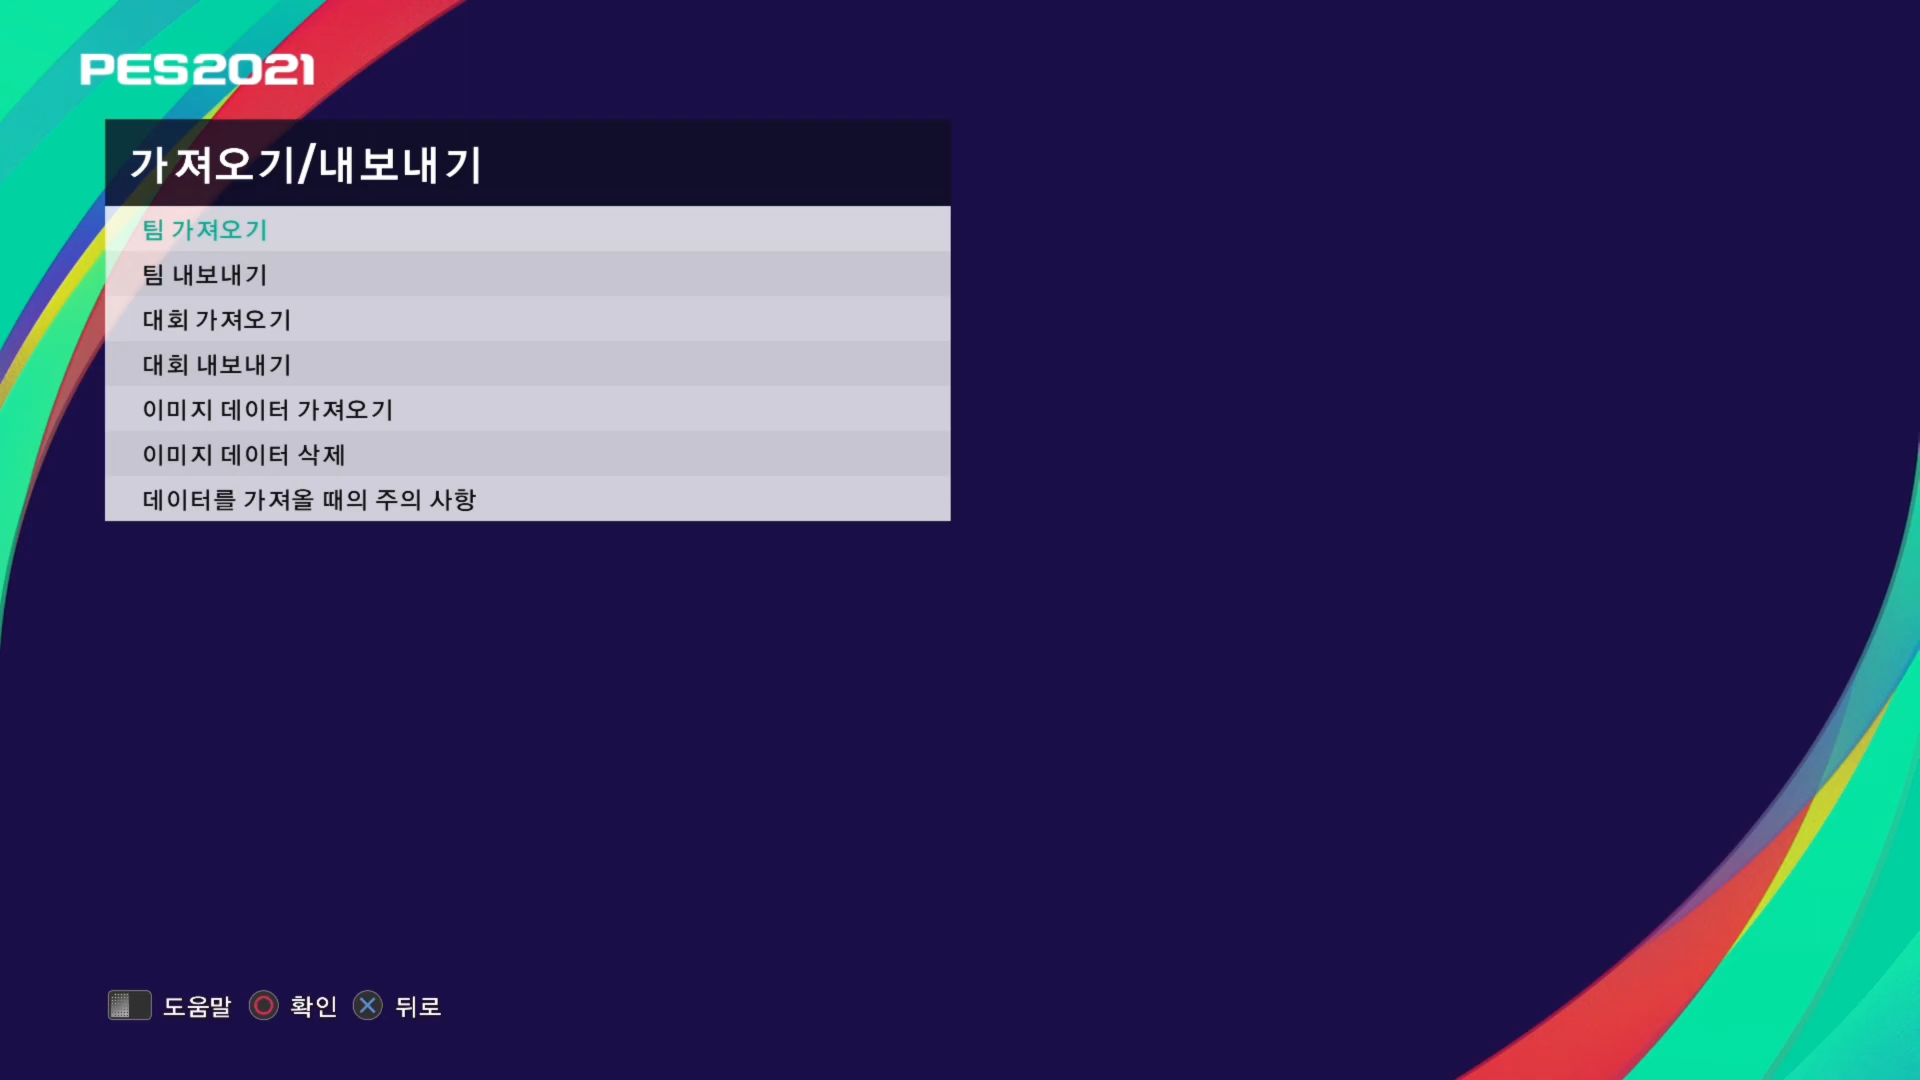 PES2021
가져오기/내보내기
팀 가져오기
팀 내보내기
대회 가져오기
대회 내보내기
이미지 데이터 가져오기
이미지 데이터 삭제
데이터를 가져올 때의 주의 사항
도움말 확인 뒤로